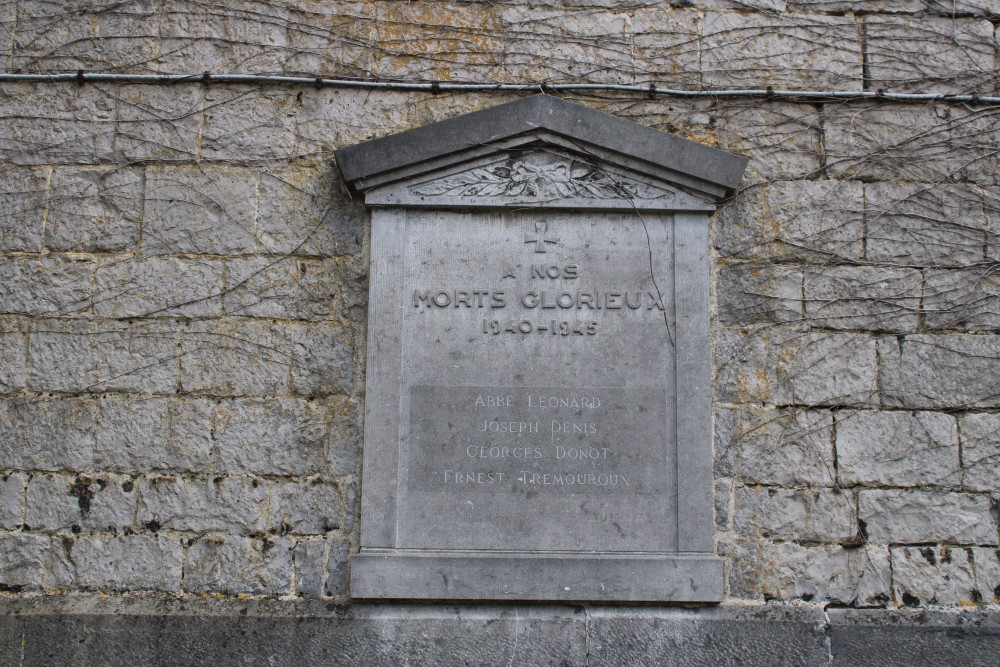 A NOS
MORTS GLORIEUX
1940-1945
ABBE LEONARD
JOSEPH DENIS
GEORGES DONOT
ERNEST TREMOUROUX